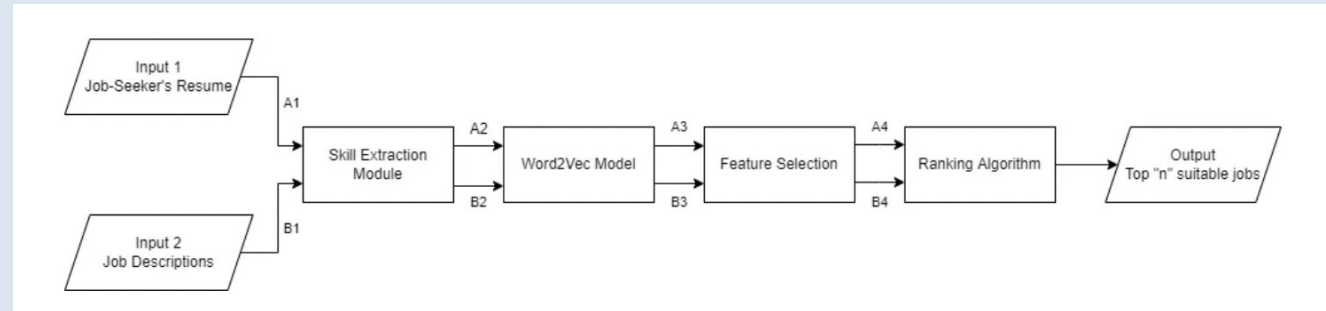 Input 1
Job-Seeker's Resume
A1
Skill Extraction
Module
Input 2
Job Descriptions
B1
A2
B2
Word2Vec Model
A3
B3
Feature Selection
A4
B4
Ranking Algorithm
Output
Top "n" suitable jobs